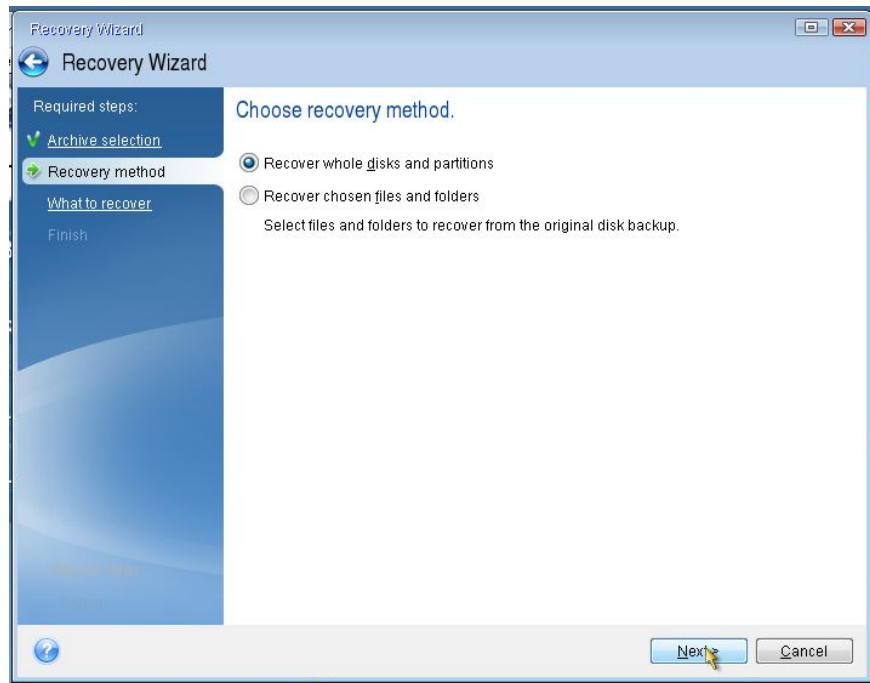 Recovery Wizard
Recovery Wizard
Required steps:
Archive selection
Recovery method
What to recover
Finish
Choose recovery method.
Recover whole disks and partitions
Recover chosen files and folders
Select files and folders to recover from the original disk backup.
Next >
Cancel